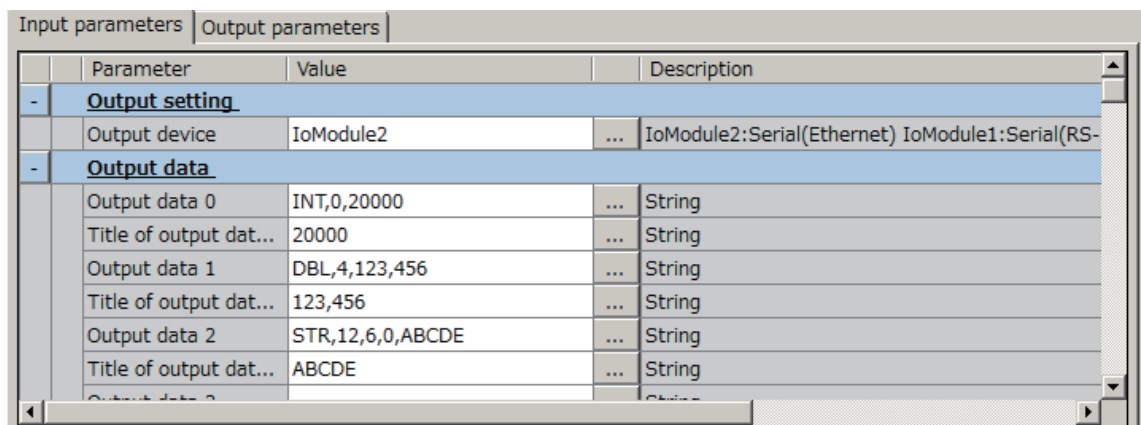 Input parameters Output parameters
Parameter Value Description
- Output setting
Output device IoModule2 ... IoModule2:Serial(Ethernet) IoModule1:Serial(RS-
- Output data
Output data 0 INT,0,20000 ... String
Title of output dat... 20000 ... String
Output data 1 DBL,4,123,456 ... String
Title of output dat... 123,456 ... String
Output data 2 STR,12,6,0,ABCDE ... String
Title of output dat... ABCDE ... String